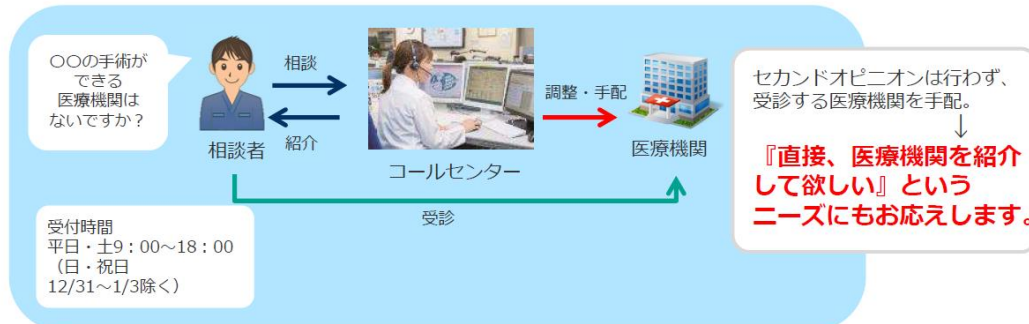 〇〇の手術が
できる
医療機関は
ないですか？
相談者
相談
紹介
コールセンター
調整・手配
医療機関
受診
受付時間
平日・土9：00～18：00
（日・祝日
12/31～1/3除く）
セカンドオピニオンは行わず、
受診する医療機関を手配。
↓
『直接、医療機関を紹介
して欲しい』という
ニーズにもお応えします。